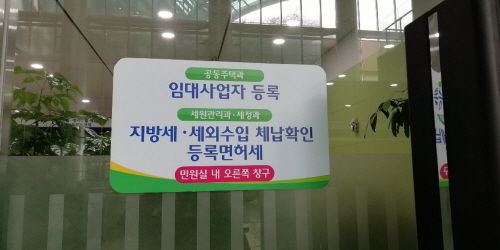 공동주택과
임대사업자 등록
세원관리과·세정과
지방세·세외수입 체납확인
등록면허세
민원실 내 오른쪽 창구